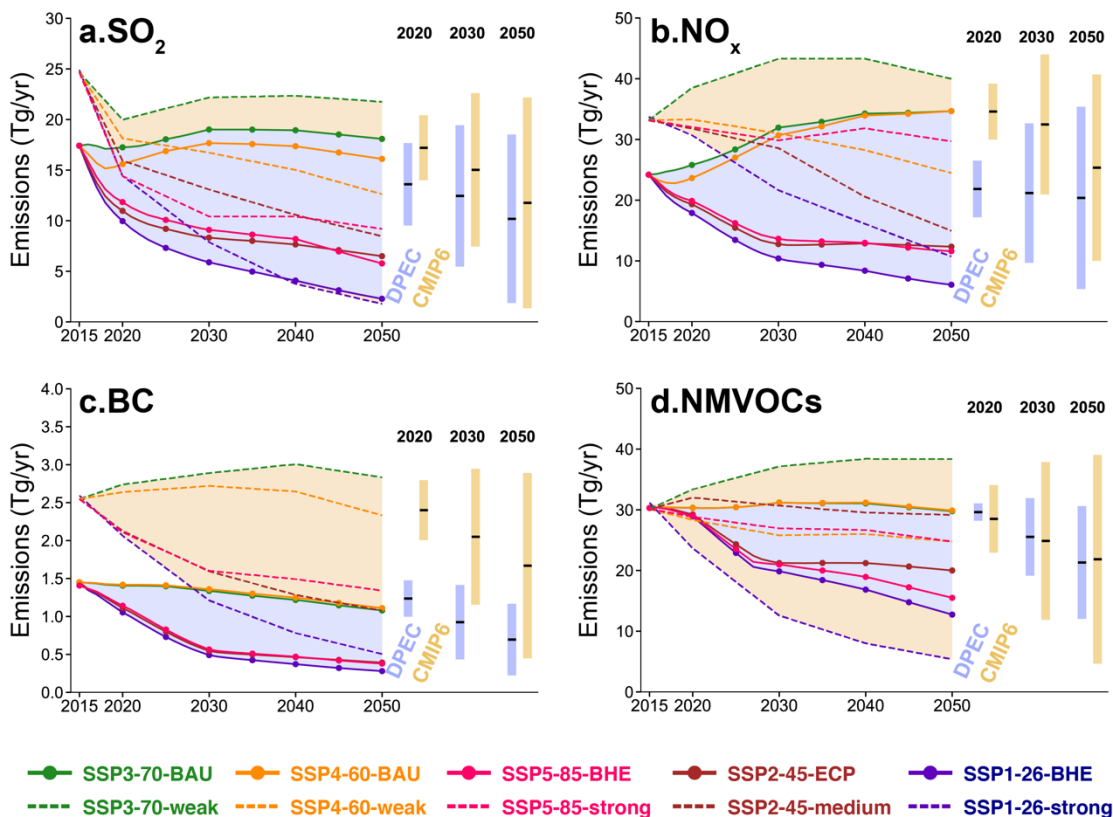 a.SO2
2020 2030 2050
Emissions (Tg/yr)
30
25
20
15
10
5
0
2015 2020 2030 2040 2050
DPEC
CMIP6
b.NOx
2020 2030 2050
Emissions (Tg/yr)
50
40
30
20
10
0
2015 2020 2030 2040 2050
DPEC
CMIP6
c.BC
2020 2030 2050
Emissions (Tg/yr)
4.0
3.5
3.0
2.5
2.0
1.5
1.0
0.5
0.0
2015 2020 2030 2040 2050
DPEC
CMIP6
d.NMVOCs
2020 2030 2050
Emissions (Tg/yr)
50
40
30
20
10
0
2015 2020 2030 2040 2050
DPEC
CMIP6
SSP3-70-BAU SSP4-60-BAU SSP5-85-BHE SSP2-45-ECP SSP1-26-BHE
SSP3-70-weak SSP4-60-weak SSP5-85-strong SSP2-45-medium SSP1-26-strong